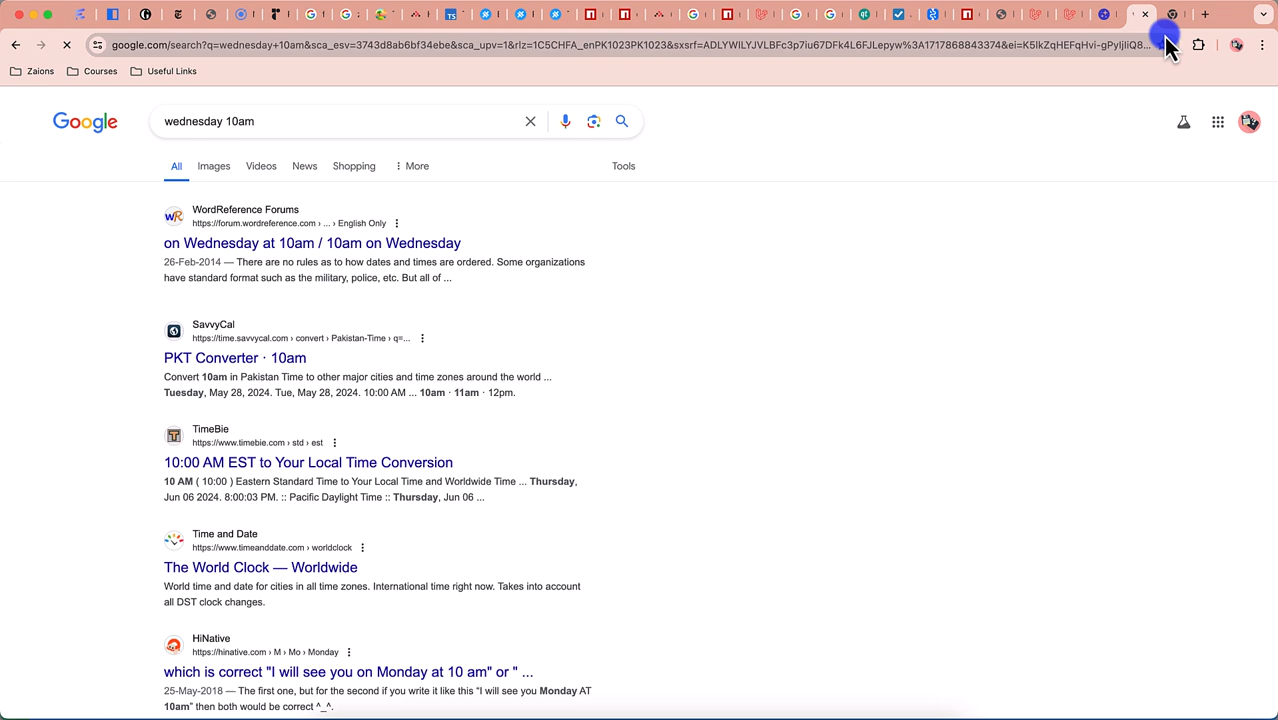 google.com/search?q=wednesday+10am&sca_esv=3743d8ab6bf34ebe&sca_upv=1&rlz=1C5CHFA_enPK1023PK1023&sxsrf=ADLYWILYJVLBFc3p7iu67DFk4L6FJLepyw%3A1717868843374&ei=K5lkZqHEFqHvi-gPyljliQ8...
Zaions
Courses
Useful Links
Google
wednesday 10am
All
Images
Videos
News
Shopping
More
Tools
WordReference Forums
https://forum.wordreference.com › ... › English Only
on Wednesday at 10am / 10am on Wednesday
26-Feb-2014 — There are no rules as to how dates and times are ordered. Some organizations
have standard format such as the military, police, etc. But all of ...
SavvyCal
https://time.savvycal.com › convert › Pakistan-Time › q=...
PKT Converter · 10am
Convert 10am in Pakistan Time to other major cities and time zones around the world ...
Tuesday, May 28, 2024. Tue, May 28, 2024. 10:00 AM ... 10am · 11am · 12pm.
TimeBie
https://www.timebie.com › std › est
10:00 AM EST to Your Local Time Conversion
10 AM ( 10:00 ) Eastern Standard Time to Your Local Time and Worldwide Time ... Thursday,
Jun 06 2024. 8:00:03 PM. :: Pacific Daylight Time :: Thursday, Jun 06 ...
Time and Date
https://www.timeanddate.com › worldclock
The World Clock — Worldwide
World time and date for cities in all time zones. International time right now. Takes into account
all DST clock changes.
HiNative
https://hinative.com › M › Mo › Monday
which is correct "I will see you on Monday at 10 am" or " ...
25-May-2018 — The first one, but for the second if you write it like this “I will see you Monday AT
10am” then both would be correct ^_^.